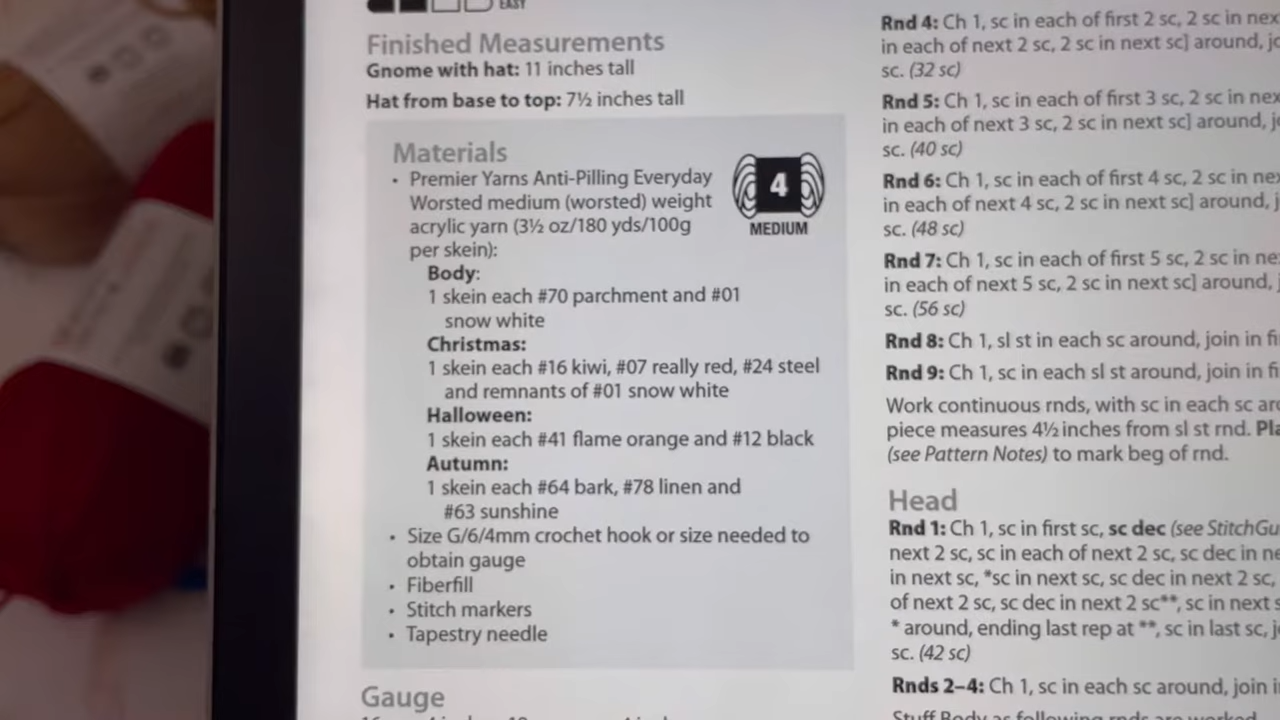 EASY
Finished Measurements
Gnome with hat: 11 inches tall
Hat from base to top: 7½ inches tall
Materials
• Premier Yarns Anti-Pilling Everyday
Worsted medium (worsted) weight
acrylic yarn (3½ oz/180 yds/100g
per skein):
4
MEDIUM
Body:
1 skein each #70 parchment and #01
snow white
Christmas:
1 skein each #16 kiwi, #07 really red, #24 steel
and remnants of #01 snow white
Halloween:
1 skein each #41 flame orange and #12 black
Autumn:
1 skein each #64 bark, #78 linen and
#63 sunshine
• Size G/6/4mm crochet hook or size needed to
obtain gauge
• Fiberfill
• Stitch markers
• Tapestry needle
Gauge
Rnd 4: Ch 1, sc in each of first 2 sc, 2 sc in
in each of next 2 sc, 2 sc in next sc] around,
sc. (32 sc)
Rnd 5: Ch 1, sc in each of first 3 sc, 2 sc in
in each of next 3 sc, 2 sc in next sc] around,
sc. (40 sc)
Rnd 6: Ch 1, sc in each of first 4 sc, 2 sc in
in each of next 4 sc, 2 sc in next sc] around,
sc. (48 sc)
Rnd 7: Ch 1, sc in each of first 5 sc, 2 sc in
in each of next 5 sc, 2 sc in next sc] around,
sc. (56 sc)
Rnd 8: Ch 1, sl st in each sc around, join in
Rnd 9: Ch 1, sc in each sl st around, join in
Work continuous rnds, with sc in each sc
piece measures 4½ inches from sl st rnd.
(see Pattern Notes) to mark beg of rnd.
Head
Rnd 1: Ch 1, sc in first sc, sc dec (see
next 2 sc, sc in each of next 2 sc, sc dec in
in next sc, *sc in next sc, sc dec in next 2 sc,
of next 2 sc, sc dec in next 2 sc**, sc in next
* around, ending last rep at **, sc in last sc,
sc. (42 sc)
Rnds 2–4: Ch 1, sc in each sc around, join
Stuff Body as following rnds are worked